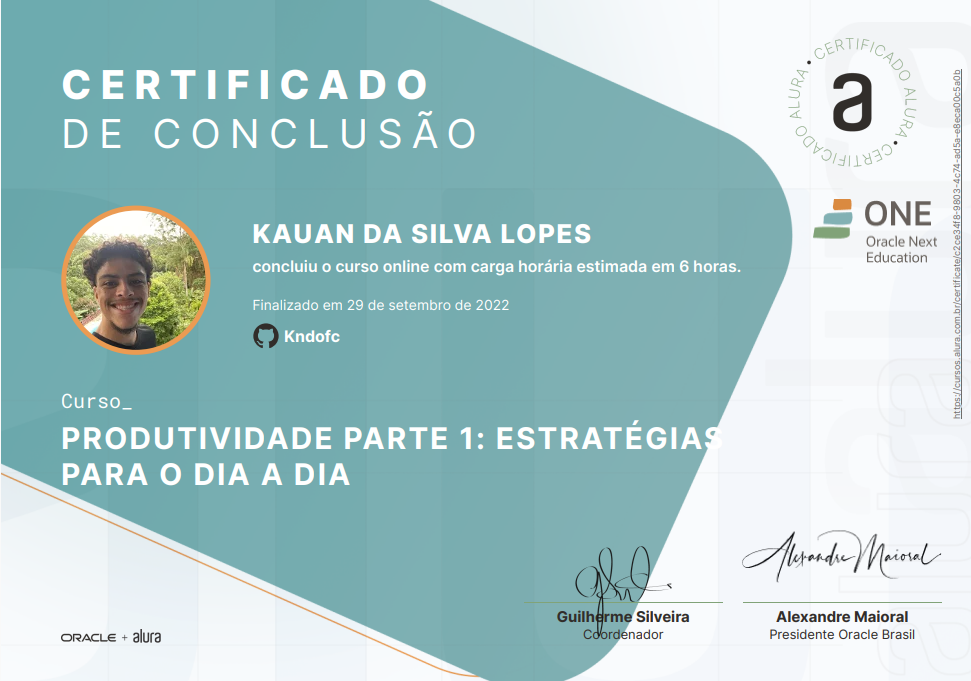 CERTIFICADO
DE CONCLUSÃO
CERTIFICADO ALURA • CERTIFICADO ALURA •
a
ONE
Oracle Next
Education
KAUAN DA SILVA LOPES
concluiu o curso online com carga horária estimada em 6 horas.
Finalizado em 29 de setembro de 2022
Kndofc
Curso_
PRODUTIVIDADE PARTE 1: ESTRATÉGIAS
PARA O DIA A DIA
https://cursos.alura.com.br/certificate/c2ce34f8-9803-4c74-ad5a-e8eca00c5a0b
Alexandre Maioral
Guilherme Silveira
Coordenador
Alexandre Maioral
Presidente Oracle Brasil
ORACLE + alura
alura